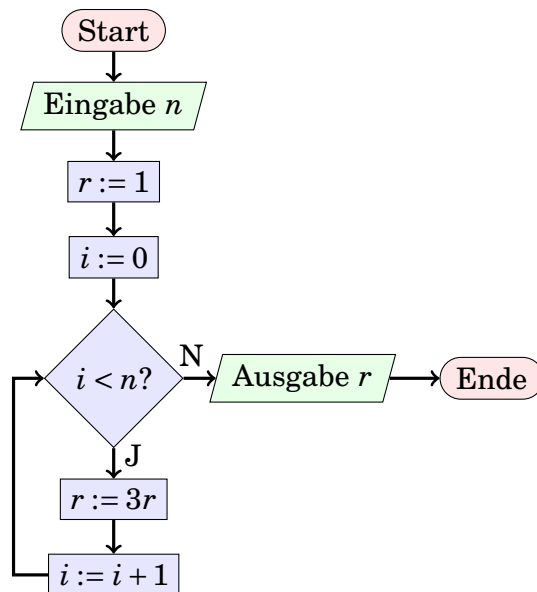 Start
Eingabe n
r := 1
i := 0
i < n?
N
Ausgabe r
Ende
J
r := 3r
i := i + 1